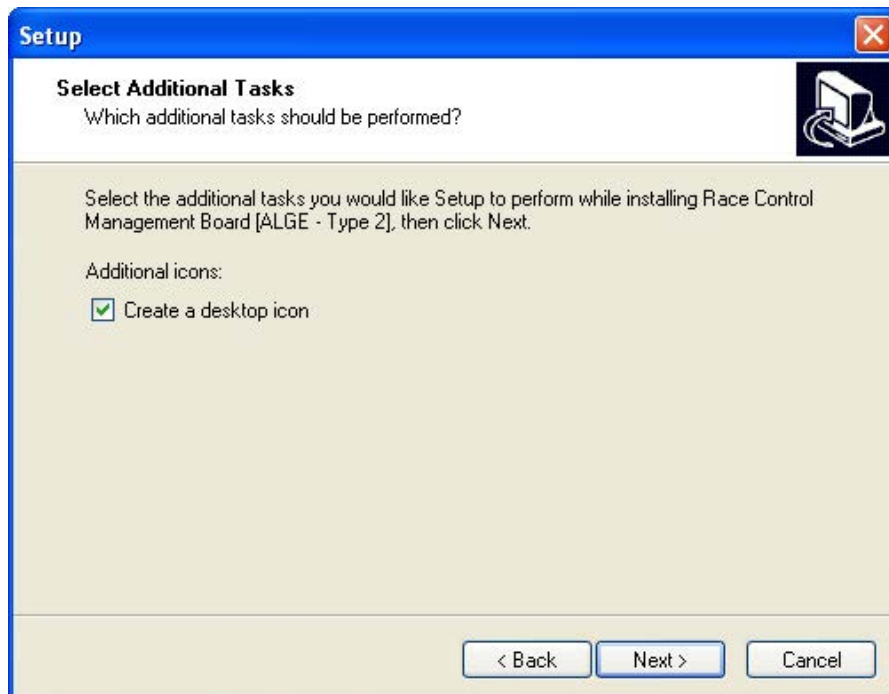 Setup
Select Additional Tasks
Which additional tasks should be performed?
Select the additional tasks you would like Setup to perform while installing Race Control
Management Board [ALGE - Type 2], then click Next.
Additional icons:
Create a desktop icon
< Back
Next >
Cancel